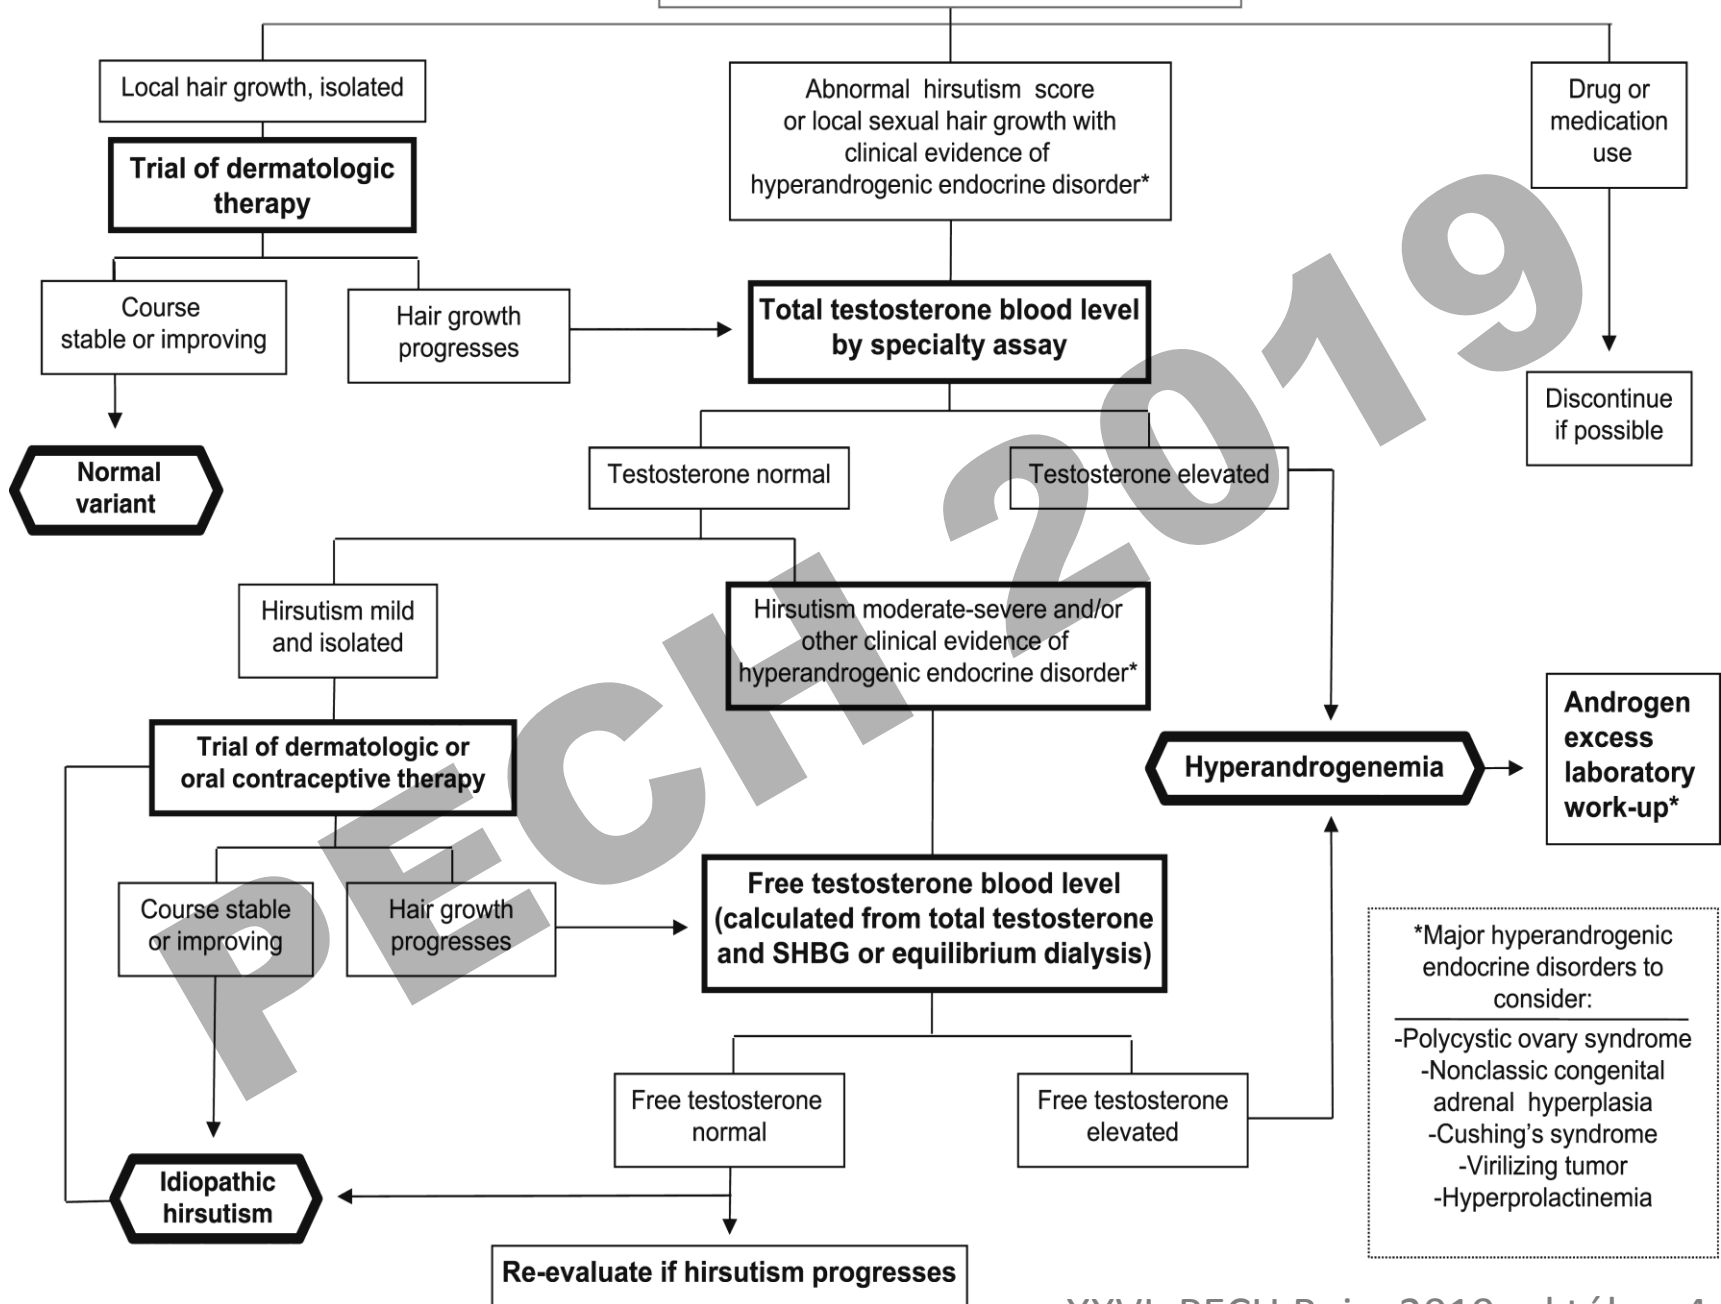 Local hair growth, isolated
Abnormal hirsutism score
or local sexual hair growth with
clinical evidence of
hyperandrogenic endocrine disorder*
Drug or
medication
use
Trial of dermatologic
therapy
Course
stable or improving
Hair growth
progresses
Total testosterone blood level
by specialty assay
Discontinue
if possible
Normal
variant
Testosterone normal
Testosterone elevated
Hirsutism mild
and isolated
Hirsutism moderate-severe and/or
other clinical evidence of
hyperandrogenic endocrine disorder*
Trial of dermatologic or
oral contraceptive therapy
Hyperandrogenemia
Androgen
excess
laboratory
work-up*
Course stable
or improving
Hair growth
progresses
Free testosterone blood level
(calculated from total testosterone
and SHBG or equilibrium dialysis)
*Major hyperandrogenic
endocrine disorders to
consider:
-Polycystic ovary syndrome
-Nonclassic congenital
adrenal hyperplasia
-Cushing's syndrome
-Virilizing tumor
-Hyperprolactinemia
Free testosterone
normal
Free testosterone
elevated
Idiopathic
hirsutism
Re-evaluate if hirsutism progresses
PECH 2019
XXVI. PECH